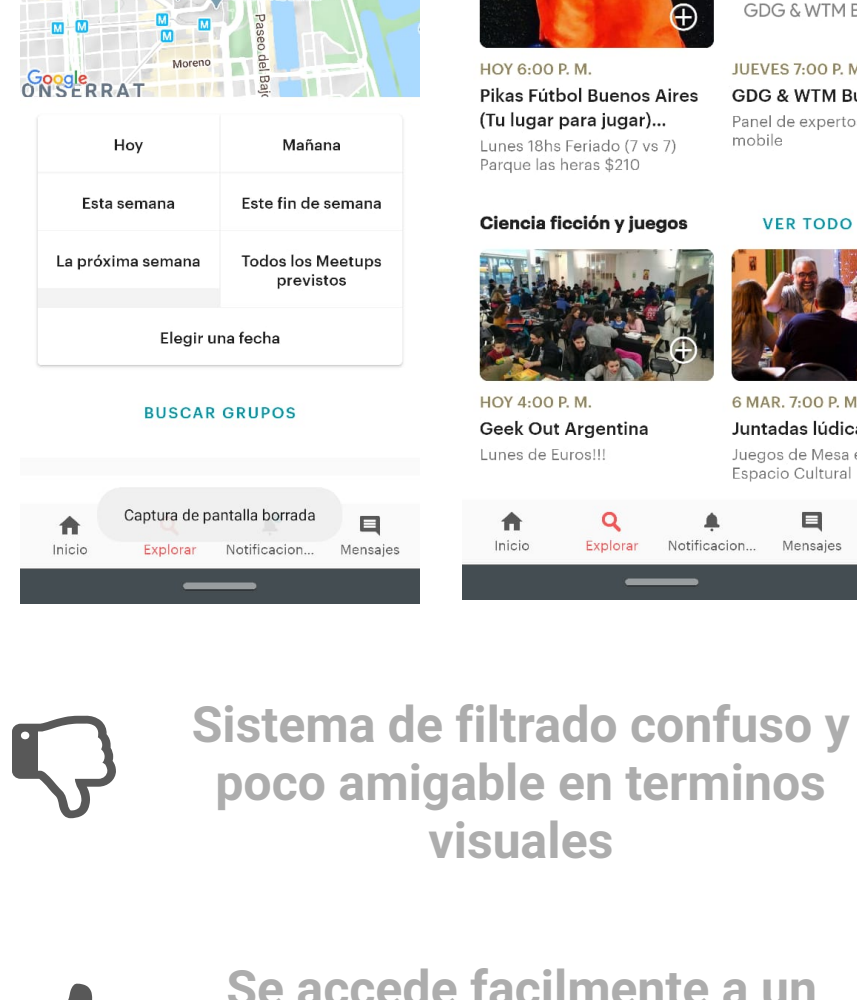 Moreno
Paseo del Bajo
Google
ONSERRAT
Hoy
Mañana
Esta semana
Este fin de semana
La próxima semana
Todos los Meetups
previstos
Elegir una fecha
BUSCAR GRUPOS
Captura de pantalla borrada
Inicio
Explorar
Notificacion...
Mensajes
GDG & WTM B
HOY 6:00 P. M.
Pikas Fútbol Buenos Aires
(Tu lugar para jugar)...
Lunes 18hs Feriado (7 vs 7)
Parque las heras $210
JUEVES 7:00 P. M
GDG & WTM Bu
Panel de experto
mobile
Ciencia ficción y juegos
VER TODO
HOY 4:00 P. M.
Geek Out Argentina
Lunes de Euros!!!
6 MAR. 7:00 P. M
Juntadas lúdica
Juegos de Mesa e
Espacio Cultural
Inicio
Explorar
Notificacion...
Mensajes
Sistema de filtrado confuso y
poco amigable en terminos
visuales
Se accede facilmente a un